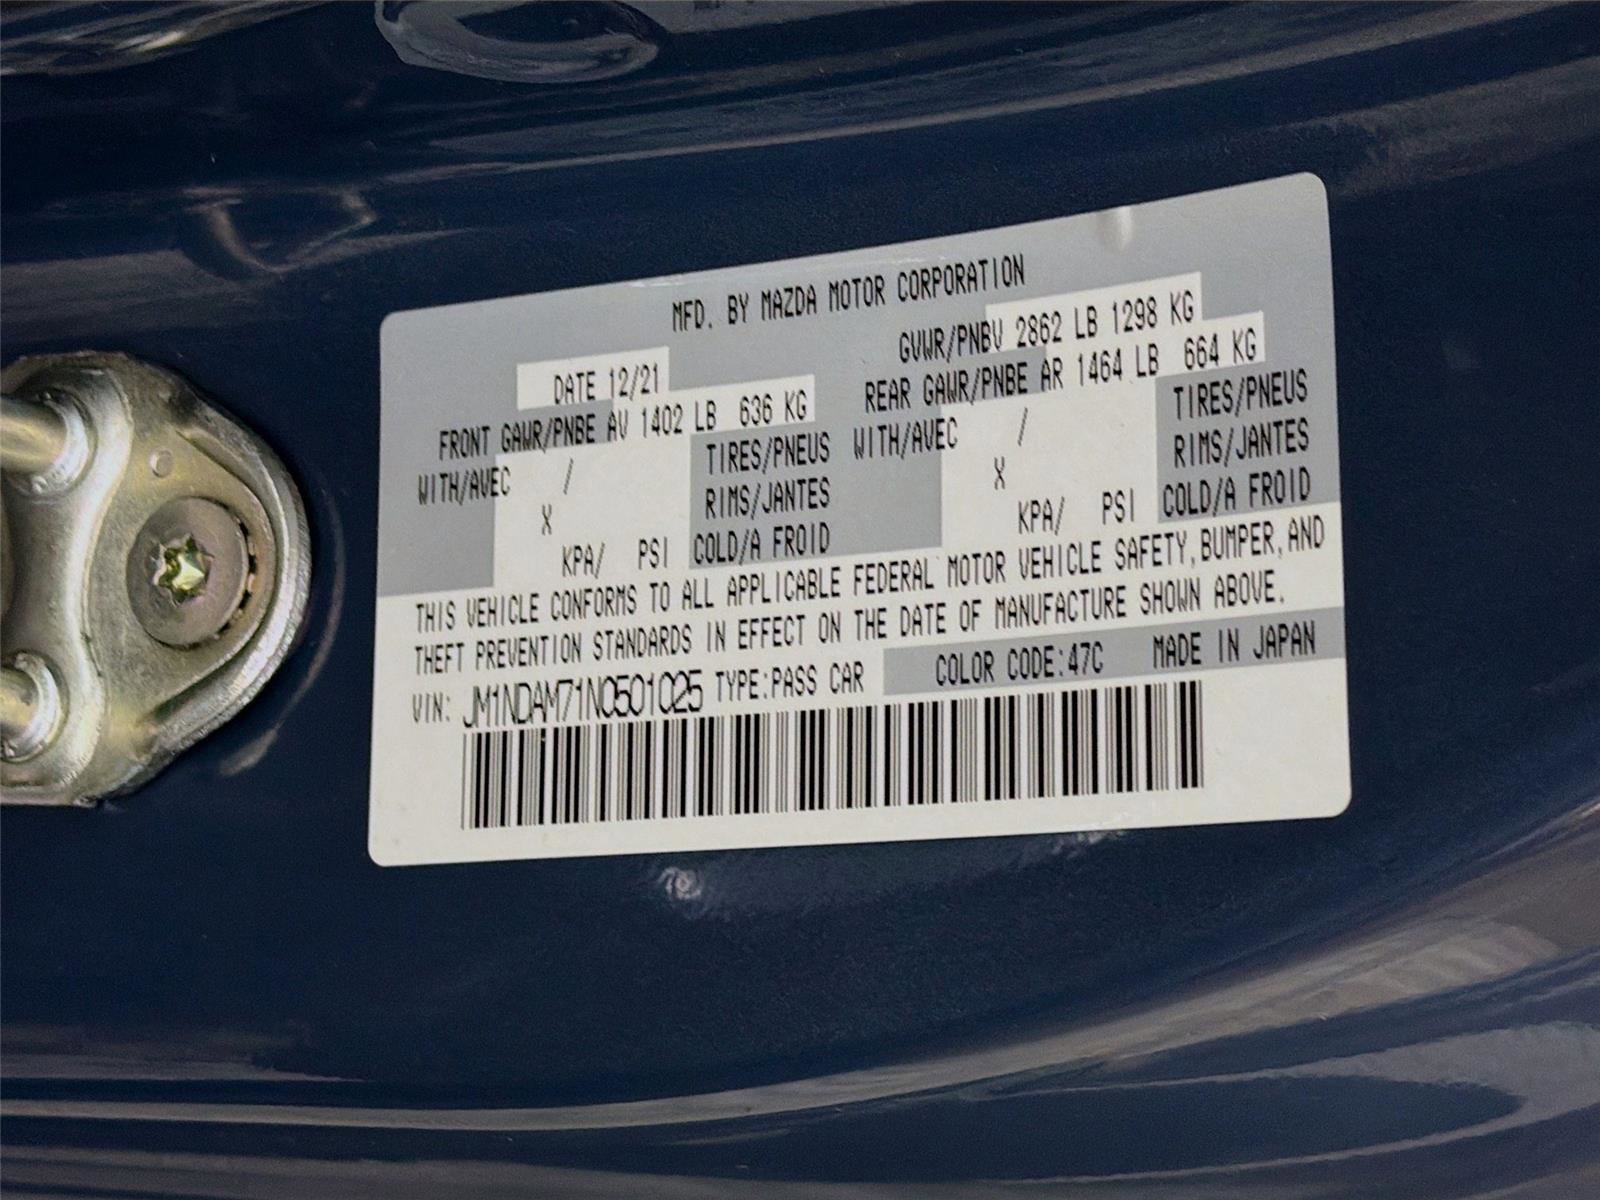 MFD. BY MAZDA MOTOR CORPORATION
DATE 12/21 GVWR/PNBV 2862 LB 1298 KG
FRONT GAWR/PNBE AV 1402 LB 636 KG REAR GAWR/PNBE AR 1464 LB 664 KG
WITH/AVEC / TIRES/PNEUS WITH/AVEC / TIRES/PNEUS
X RIMS/JANTES X RIMS/JANTES
KPA/ PSI COLD/A FROID KPA/ PSI COLD/A FROID
THIS VEHICLE CONFORMS TO ALL APPLICABLE FEDERAL MOTOR VEHICLE SAFETY, BUMPER, AND
THEFT PREVENTION STANDARDS IN EFFECT ON THE DATE OF MANUFACTURE SHOWN ABOVE.
VIN: JM1NDAM71N0501025 TYPE:PASS CAR COLOR CODE:47C MADE IN JAPAN